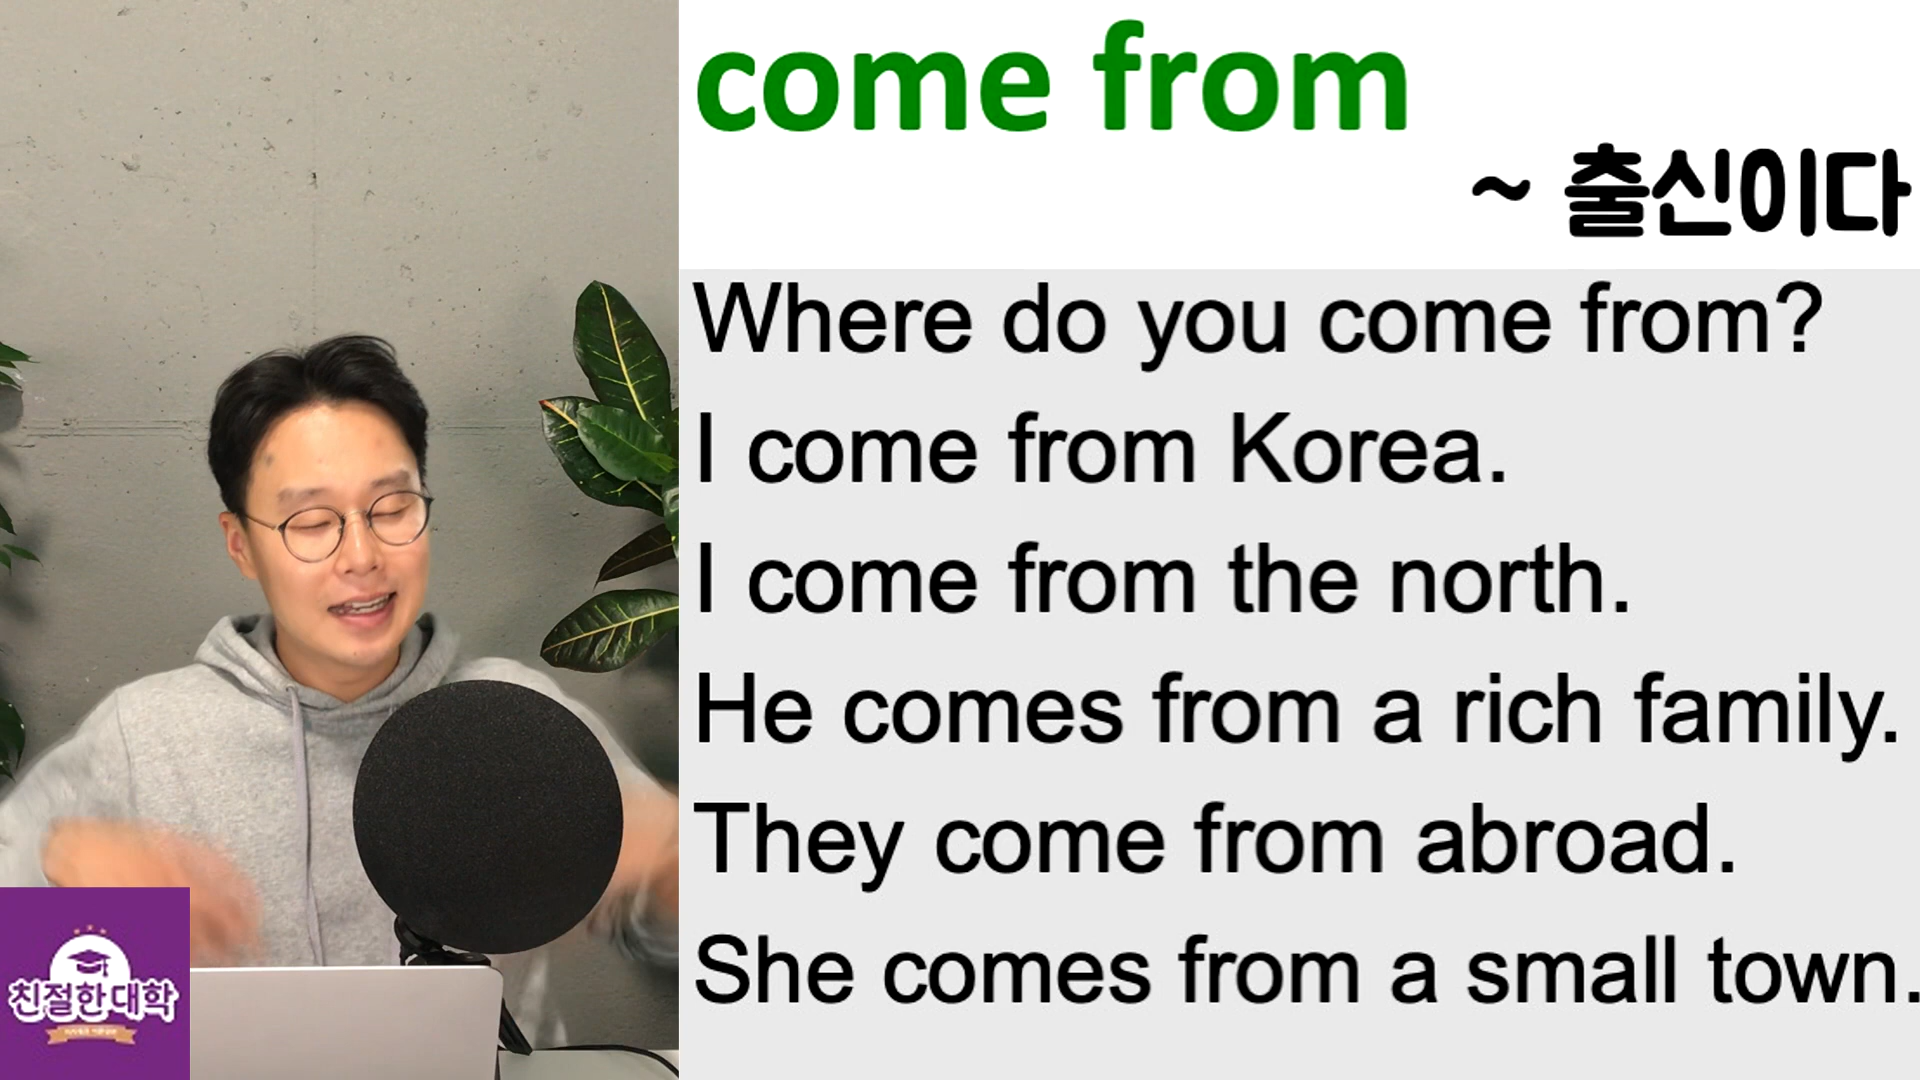 come from
~ 출신이다
Where do you come from?
I come from Korea.
I come from the north.
He comes from a rich family.
They come from abroad.
She comes from a small town.
친절한대학